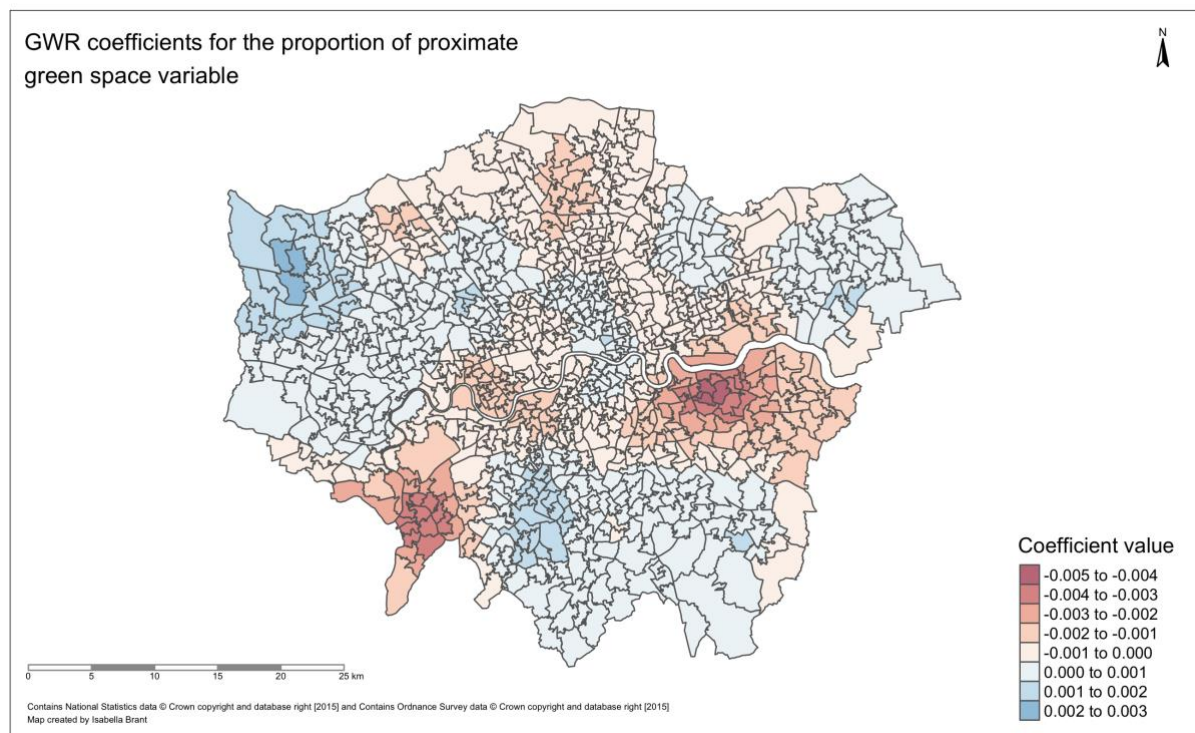 GWR coefficients for the proportion of proximate
green space variable
N
Coefficient value
-0.005 to -0.004
-0.004 to -0.003
-0.003 to -0.002
-0.002 to -0.001
-0.001 to 0.000
0.000 to 0.001
0.001 to 0.002
0.002 to 0.003
0 5 10 15 20 25 km
Contains National Statistics data © Crown copyright and database right [2015] and Contains Ordnance Survey data © Crown copyright and database right [2015]
Map created by Isabella Brant